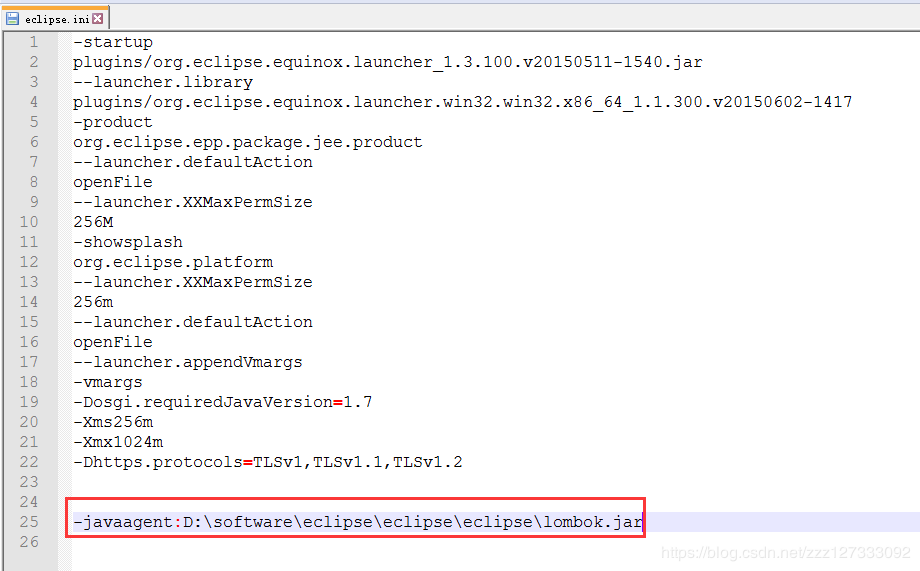 eclipse.ini
1 -startup
2 plugins/org.eclipse.equinox.launcher_1.3.100.v20150511-1540.jar
3 --launcher.library
4 plugins/org.eclipse.equinox.launcher.win32.win32.x86_64_1.1.300.v20150602-1417
5 -product
6 org.eclipse.epp.package.jee.product
7 --launcher.defaultAction
8 openFile
9 --launcher.XXMaxPermSize
10 256M
11 -showsplash
12 org.eclipse.platform
13 --launcher.XXMaxPermSize
14 256m
15 --launcher.defaultAction
16 openFile
17 --launcher.appendVmargs
18 -vmargs
19 -Dosgi.requiredJavaVersion=1.7
20 -Xms256m
21 -Xmx1024m
22 -Dhttps.protocols=TLSv1,TLSv1.1,TLSv1.2
23
24
25 -javaagent:D:\software\eclipse\eclipse\eclipse\lombok.jar
26
https://blog.csdn.net/zzz127333092